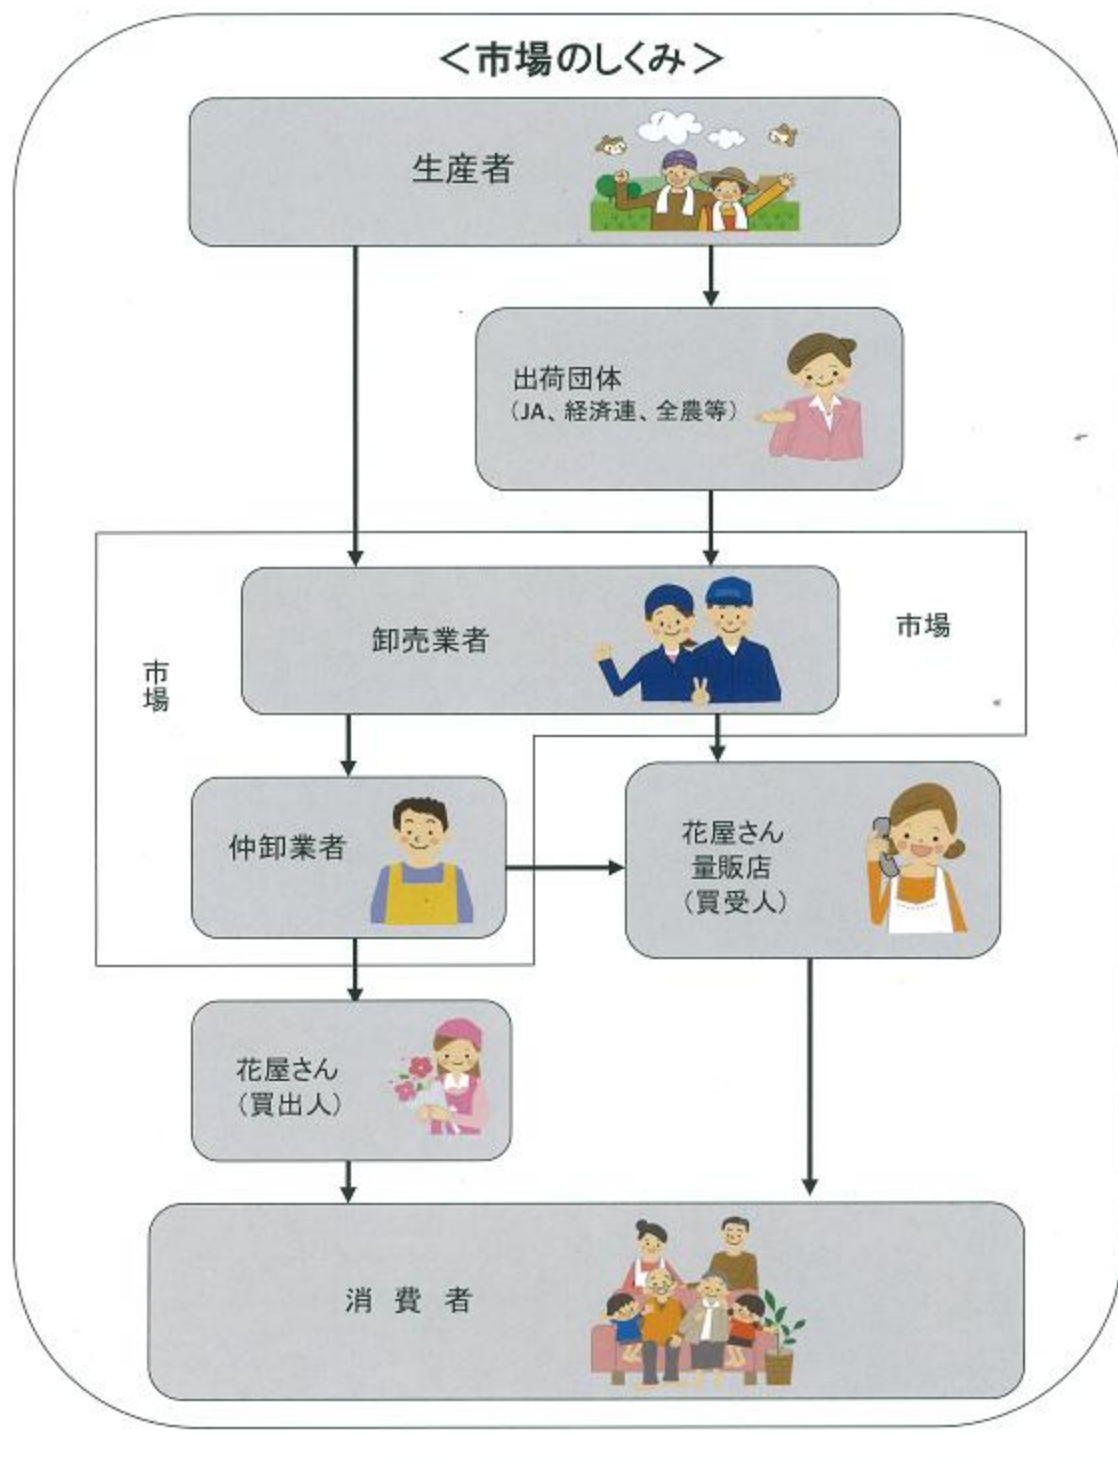 ＜市場のしくみ＞
生産者
出荷団体
（JA、経済連、全農等）
卸売業者
市場
市場
仲卸業者
花屋さん
量販店
（買受人）
花屋さん
（買出人）
消 費 者